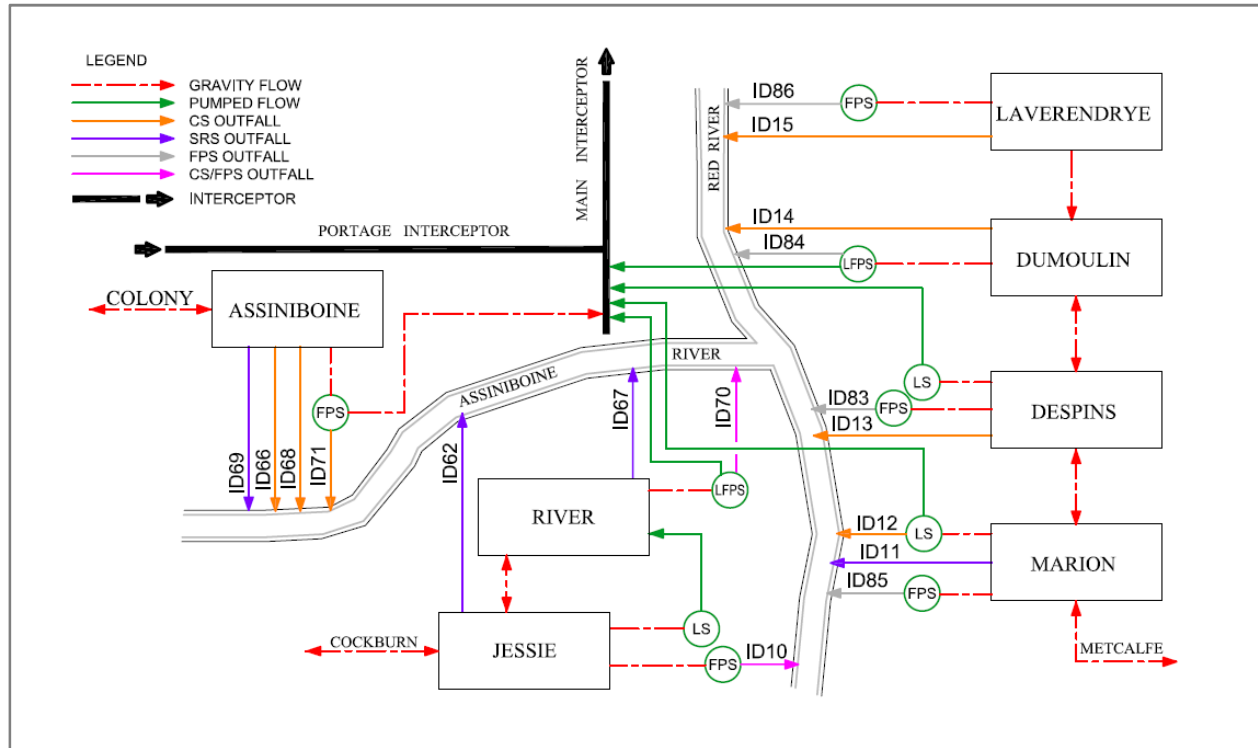 LEGEND
GRAVITY FLOW
PUMPED FLOW
CS OUTFALL
SRS OUTFALL
FPS OUTFALL
CS/FPS OUTFALL
INTERCEPTOR
MAIN INTERCEPTOR
PORTAGE INTERCEPTOR
RED RIVER
ID86
FPS
LAVERENDRYE
ID15
ID14
ID84
LFPS
DUMOULIN
COLONY
ASSINIBOINE
FPS
ID69
ID66
ID68
ID71
ASSINIBOINE
RIVER
ID62
ID67
ID70
LS
ID83
FPS
DESPINS
ID13
RIVER
LFPS
ID12
LS
ID11
MARION
ID85
FPS
COCKBURN
JESSIE
LS
FPS
ID10
METCALFE